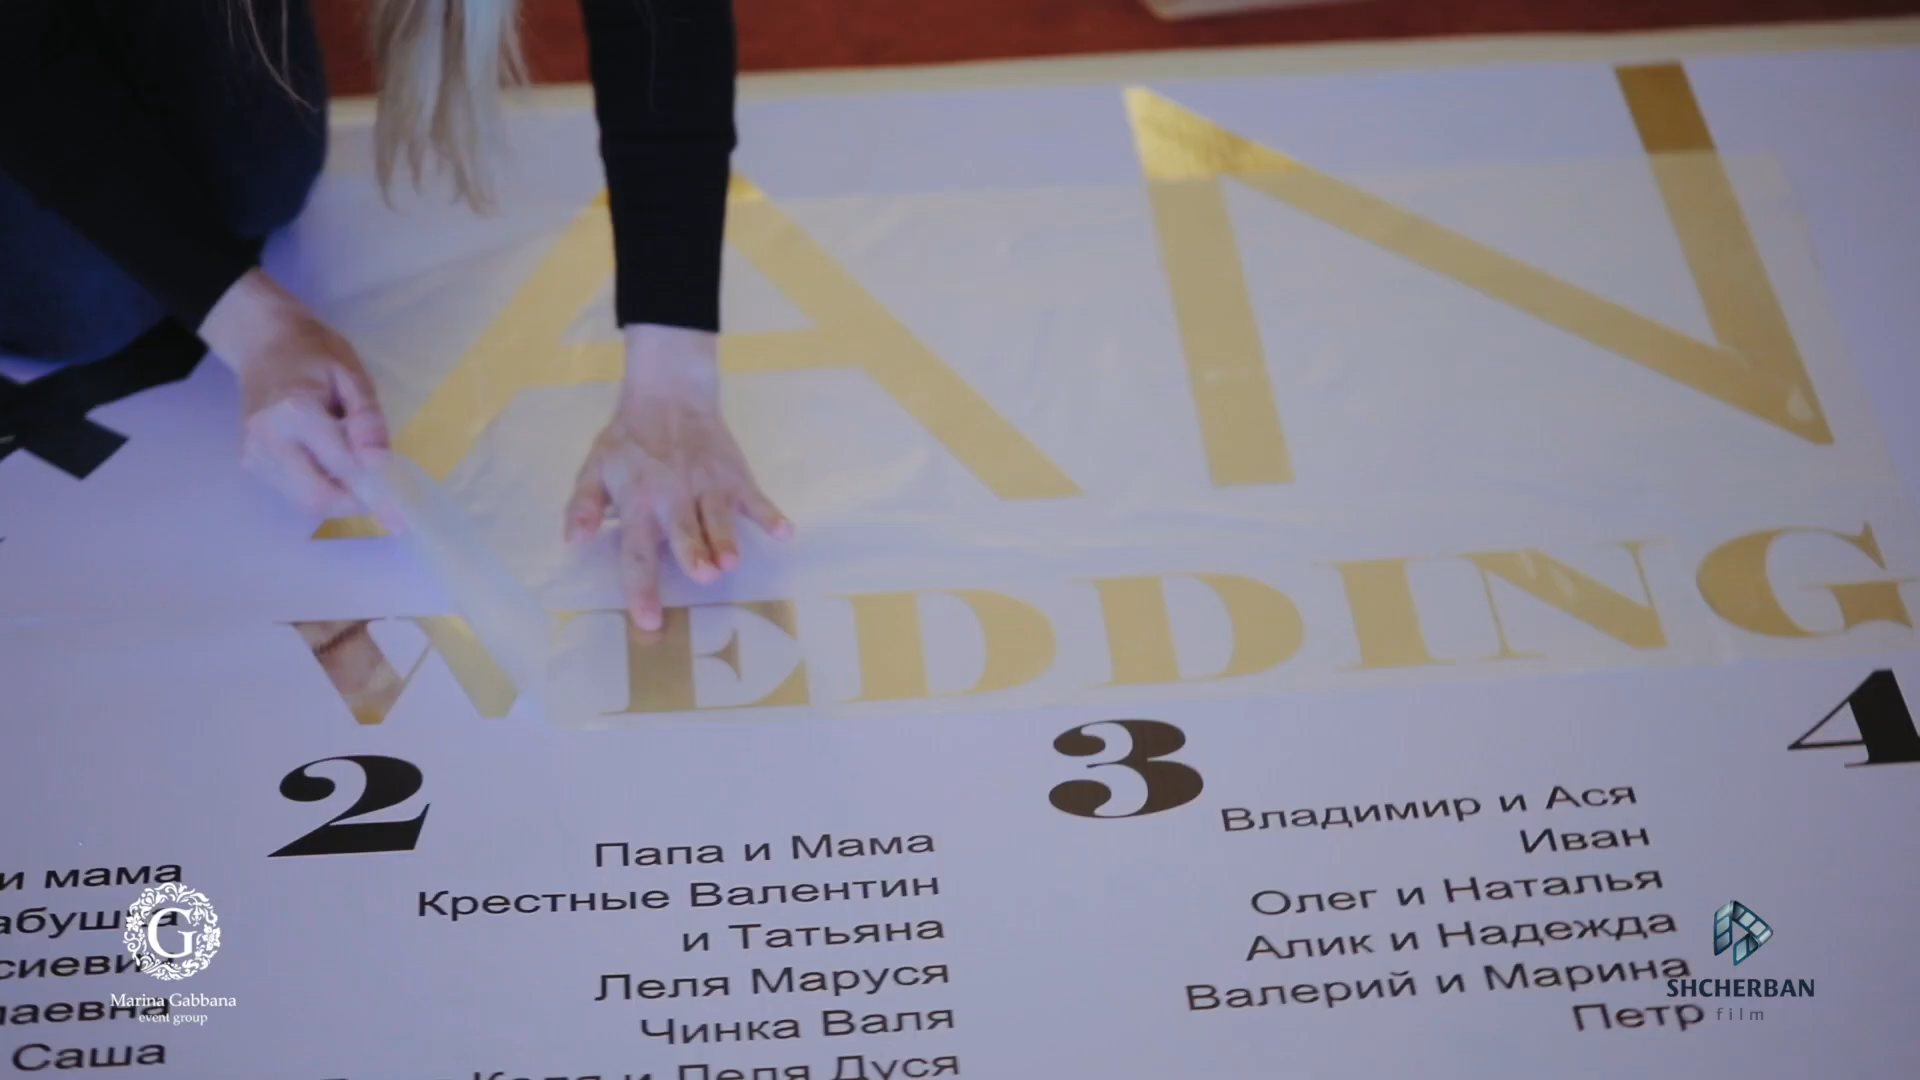 AN
WEDDING
2
3
4
и мама
Саша
Папа и Мама
Крестные Валентин
и Татьяна
Леля Маруся
Чинка Валя
Леля Дуся
Владимир и Ася
Иван
Олег и Наталья
Алик и Надежда
Валерий и Марина
Петр
G
Marina Gabbana
event group
SHCHERBAN
film